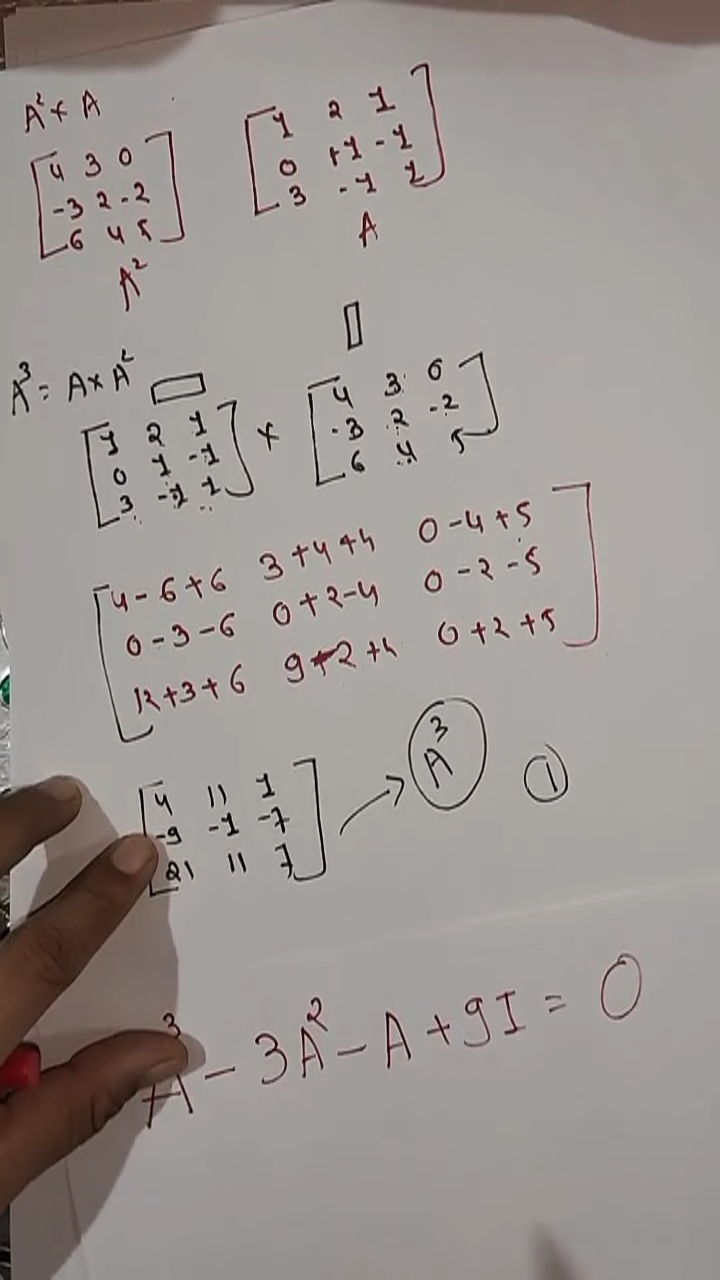 A² × A
[4 3 0 [1 2 1
-3 2 -2 0 +1 -1
6 4 5] 3 -1 1]
A² A
A³ = A × A²
[1 2 1 × [4 3 0
0 1 -1 -3 2 -2
3 -1 1] 6 4 5]
[4-6+6 3+4+4 0-4+5
0-3-6 0+2-4 0-2-5
12+3+6 9-2+4 0+2+5]
[4 11 1 A³ ①
-9 -1 -7
21 11 7]
A³ - 3A² - A + 9I = 0